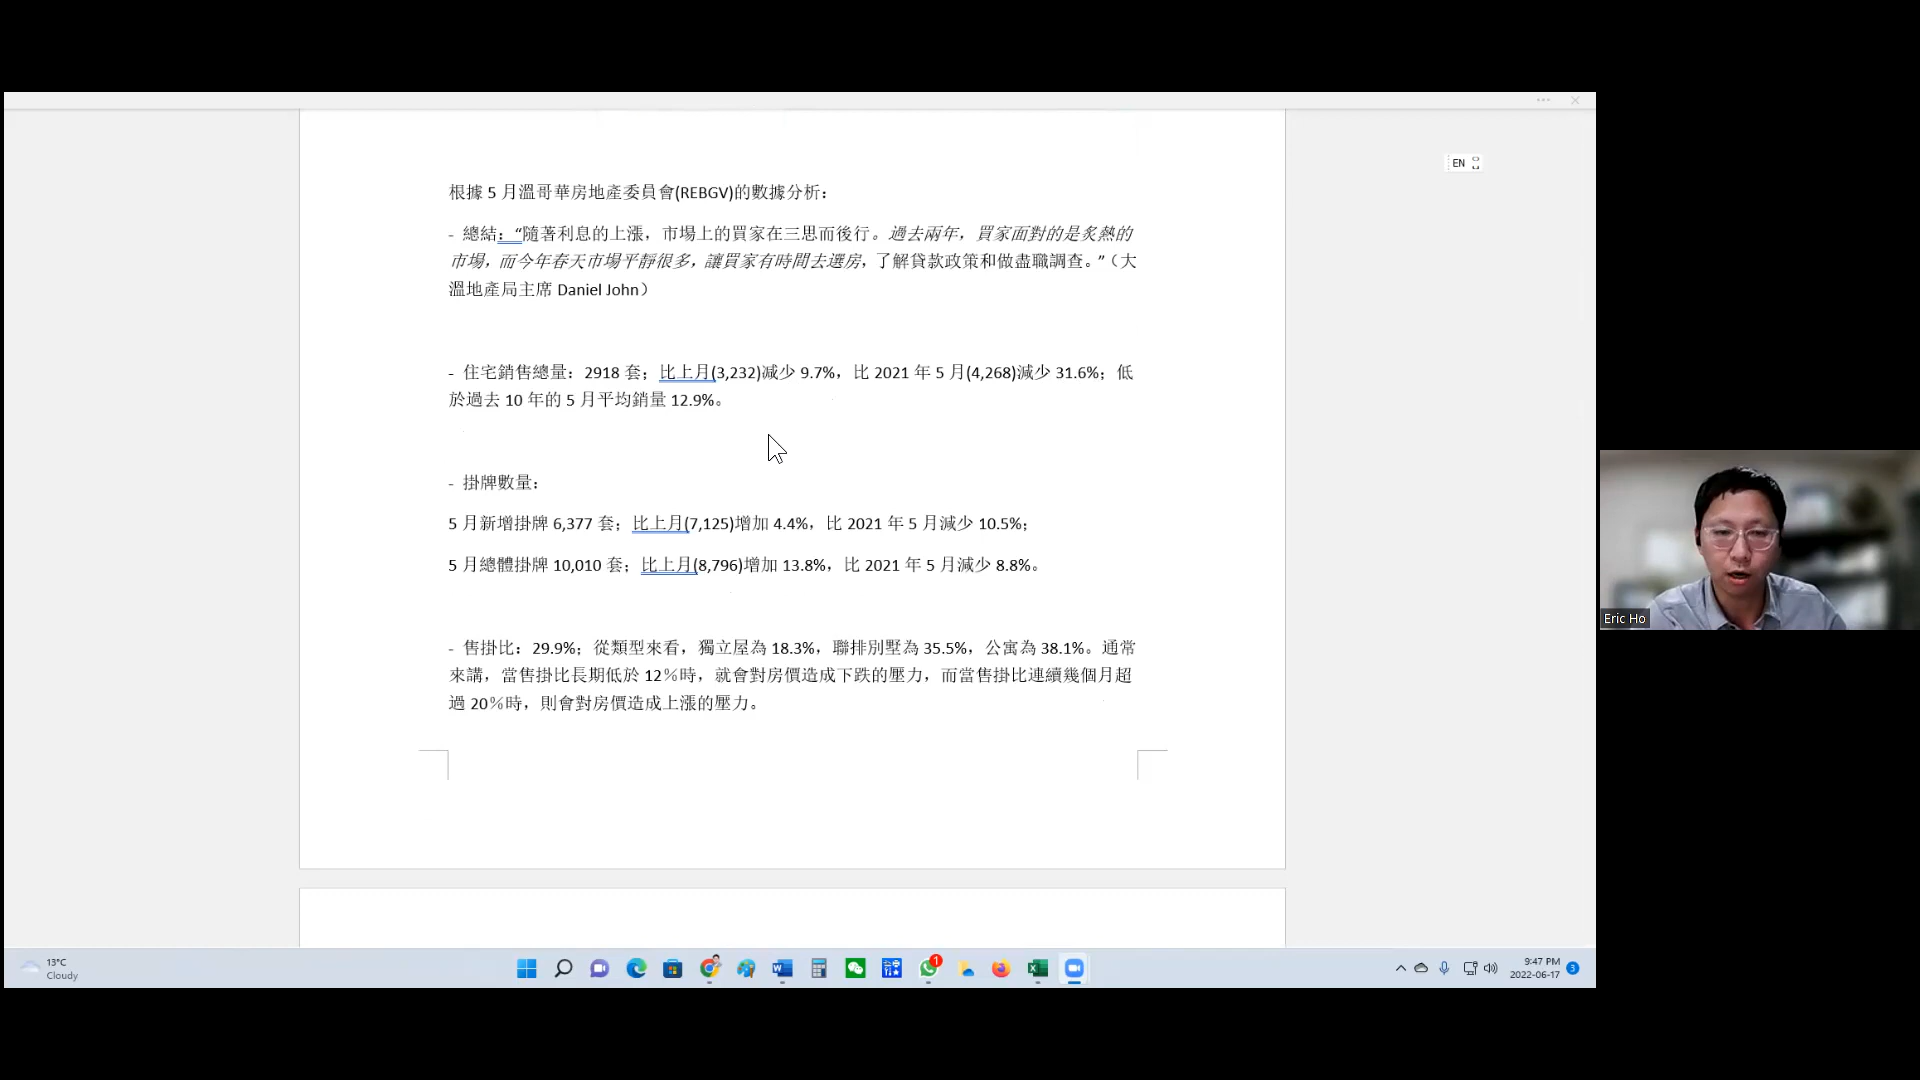 EN
根據 5 月溫哥華房地產委員會(REBGV)的數據分析：
- 總結：“隨著利息的上漲，市場上的買家在三思而後行。過去兩年，買家面對的是炙熱的
市場，而今年春天市場平靜很多，讓買家有時間去選房，了解貸款政策和做盡職調查。”（大
溫地產局主席 Daniel John）
- 住宅銷售總量：2918 套；比上月(3,232)減少 9.7%，比 2021 年 5 月(4,268)減少 31.6%；低
於過去 10 年的 5 月平均銷量 12.9%。
- 掛牌數量：
5 月新增掛牌 6,377 套；比上月(7,125)增加 4.4%，比 2021 年 5 月減少 10.5%；
5 月總體掛牌 10,010 套；比上月(8,796)增加 13.8%，比 2021 年 5 月減少 8.8%。
- 售掛比：29.9%；從類型來看，獨立屋為 18.3%，聯排別墅為 35.5%，公寓為 38.1%。通常
來講，當售掛比長期低於 12％時，就會對房價造成下跌的壓力，而當售掛比連續幾個月超
過 20％時，則會對房價造成上漲的壓力。
Eric Ho
13°C
Cloudy
1
9:47 PM
2022-06-17
3